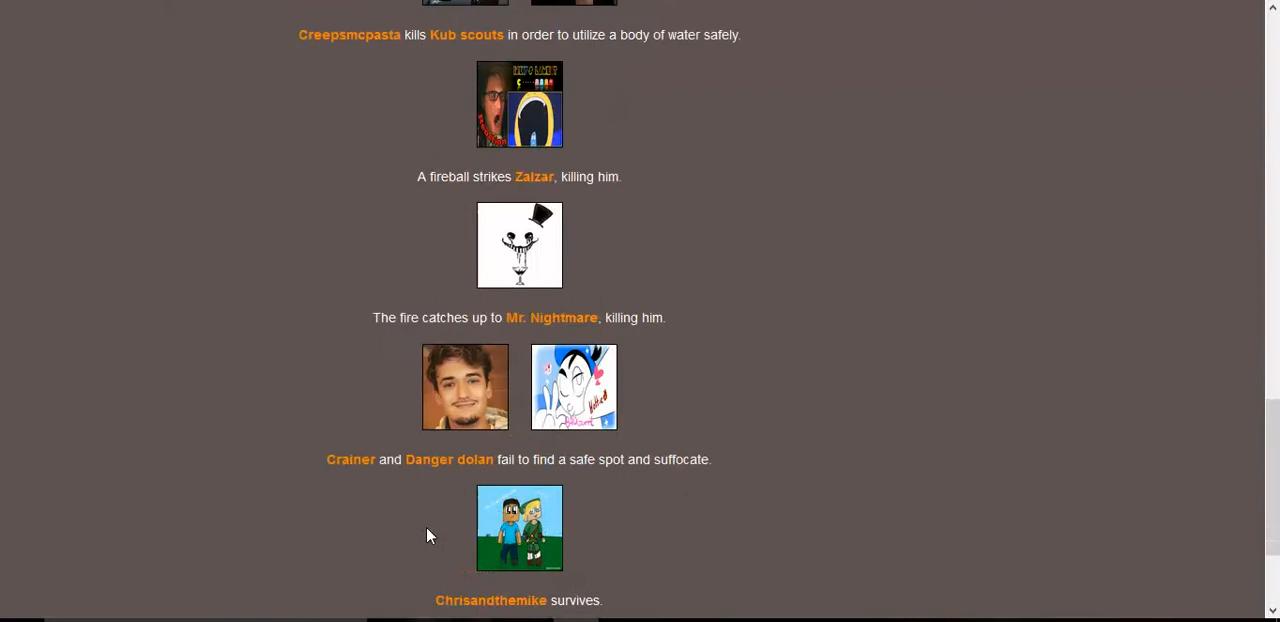 Creepsmcpasta kills Kub scouts in order to utilize a body of water safely.
A fireball strikes Zalzar, killing him.
The fire catches up to Mr. Nightmare, killing him.
Crainer and Danger dolan fail to find a safe spot and suffocate.
Chrisandthemike survives.